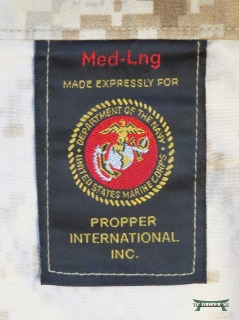 Med-Lng
MADE EXPRESSLY FOR
DEPARTMENT OF THE NAVY
UNITED STATES MARINE CORPS
PROPPER
INTERNATIONAL
INC.